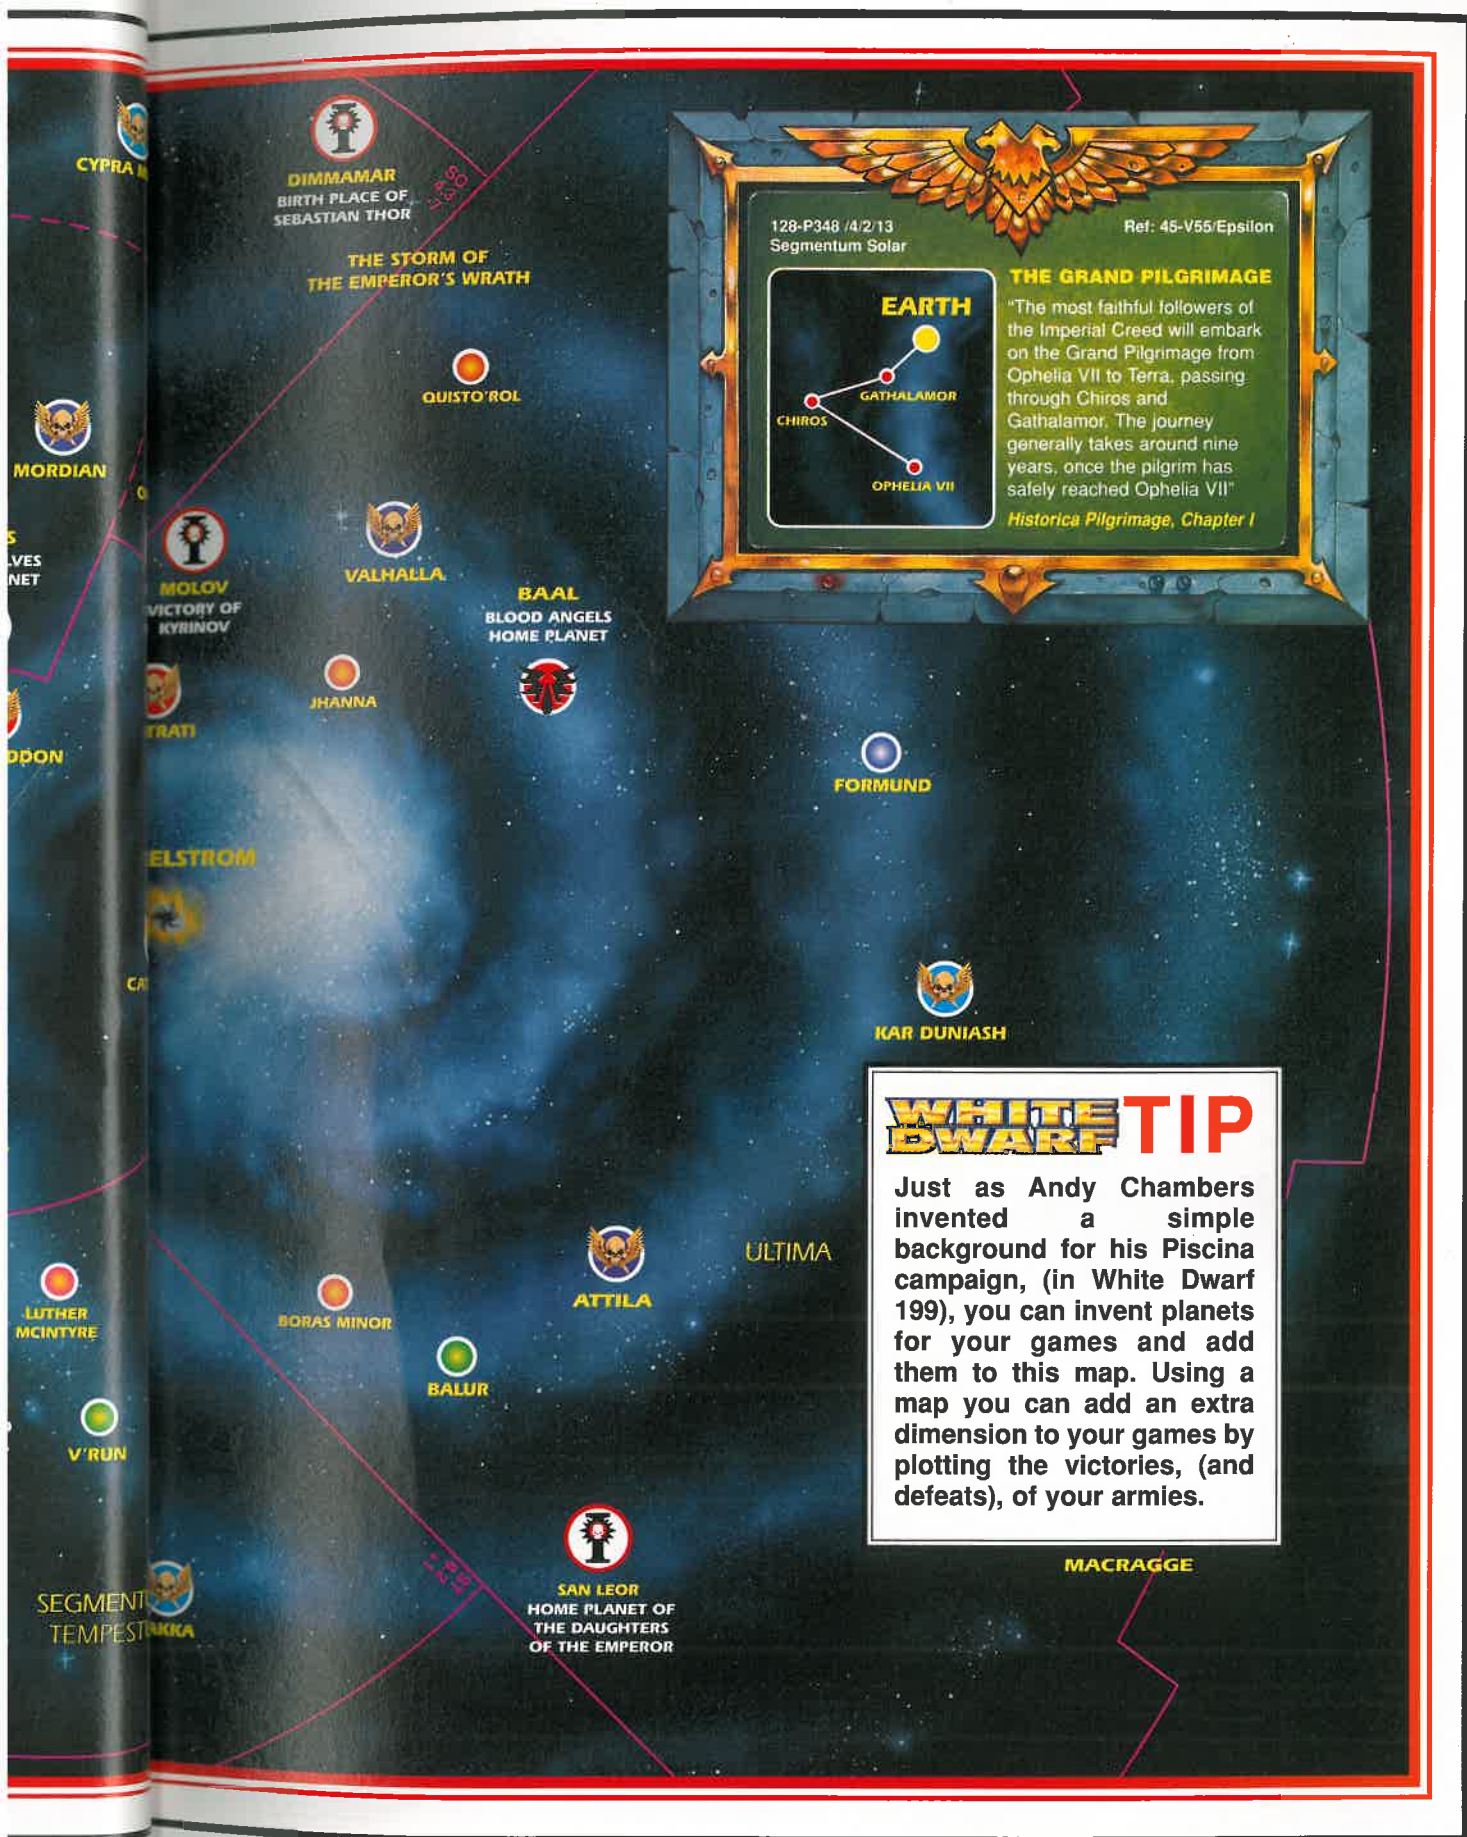 CYPRA
DIMMAMAR
BIRTH PLACE OF
SEBASTIAN THOR
THE STORM OF
THE EMPEROR'S WRATH
QUISTO'ROL
MORDIAN
VALHALLA
MOLOV
VICTORY OF
KYRINOV
BAAL
BLOOD ANGELS
HOME PLANET
S
LVES
NET
JHANNA
TRATI
DDON
FORMUND
ELSTROM
CA
KAR DUNIASH
128-P348 /4/2/13
Segmentum Solar
Ref: 45-V55/Epsilon
EARTH
GATHALAMOR
CHIROS
OPHELIA VII
THE GRAND PILGRIMAGE
"The most faithful followers of
the Imperial Creed will embark
on the Grand Pilgrimage from
Ophelia VII to Terra, passing
through Chiros and
Gathalamor. The journey
generally takes around nine
years, once the pilgrim has
safely reached Ophelia VII"
Historica Pilgrimage, Chapter I
WHITE DWARF TIP
Just as Andy Chambers
invented a simple
background for his Piscina
campaign, (in White Dwarf
199), you can invent planets
for your games and add
them to this map. Using a
map you can add an extra
dimension to your games by
plotting the victories, (and
defeats), of your armies.
ULTIMA
ATTILA
LUTHER
MCINTYRE
BORAS MINOR
BALUR
V'RUN
SAN LEOR
HOME PLANET OF
THE DAUGHTERS
OF THE EMPEROR
MACRAGGE
SEGMENT
TEMPEST
AKKA